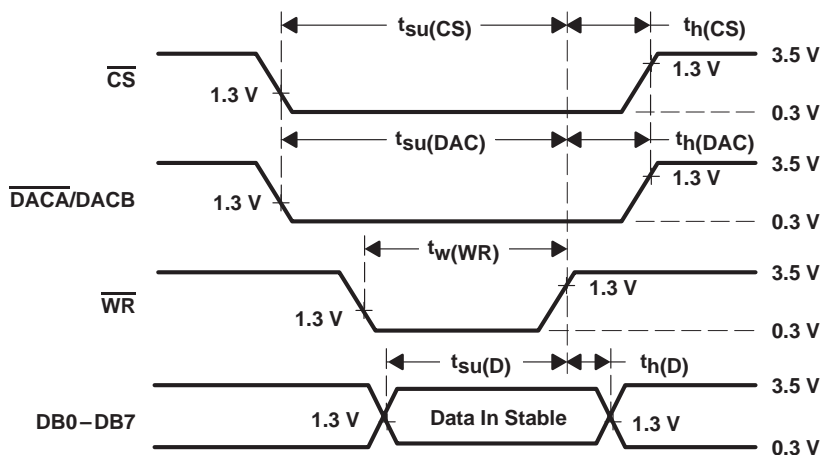 tsu(CS) th(CS)
CS 1.3 V 1.3 V 3.5 V
0.3 V
tsu(DAC) th(DAC)
DACA/DACB 1.3 V 1.3 V 3.5 V
0.3 V
tw(WR)
WR 1.3 V 1.3 V 3.5 V
0.3 V
tsu(D) th(D)
DB0–DB7 1.3 V Data In Stable 1.3 V 3.5 V
0.3 V